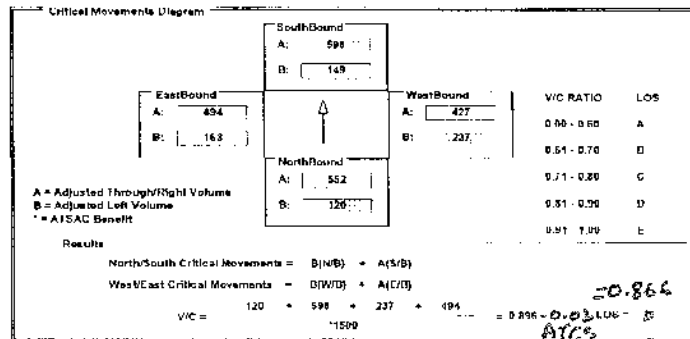 Critical Movements Diagram
SouthBound
A: 598
B: 149
EastBound
A: 494
B: 163
WestBound
A: 427
B: 237
NorthBound
A: 552
B: 120
V/C RATIO LOS
0.00 - 0.60 A
0.61 - 0.70 B
0.71 - 0.80 C
0.81 - 0.90 D
0.91 - 1.00 E
A = Adjusted Through/Right Volume
B = Adjusted Left Volume
* = ATSAC Benefit
Results
North/South Critical Movements = B(N/B) + A(S/B)
West/East Critical Movements = B(W/B) + A(E/B)
=0.866
V/C = 120 + 598 + 237 + 494 = 0.896 - 0.03 LOS =
*1500
ATCS